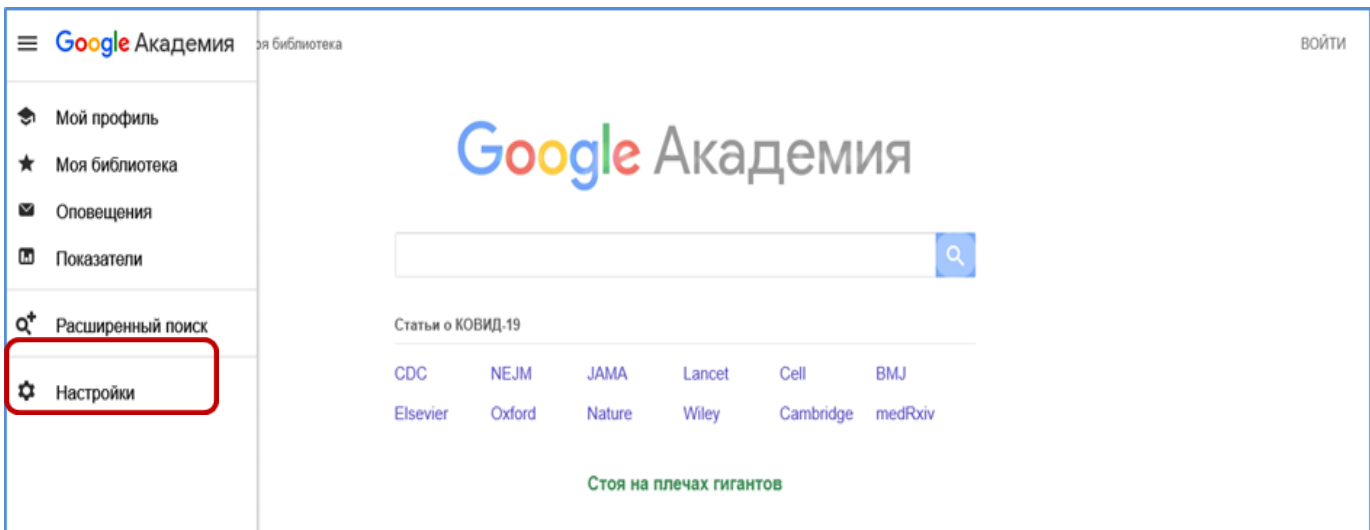 Google Академия
оя библиотека
ВОЙТИ
Мой профиль
Моя библиотека
Оповещения
Показатели
Расширенный поиск
Настройки
Google Академия
Статьи о КОВИД-19
CDC NEJM JAMA Lancet Cell BMJ
Elsevier Oxford Nature Wiley Cambridge medRxiv
Стоя на плечах гигантов